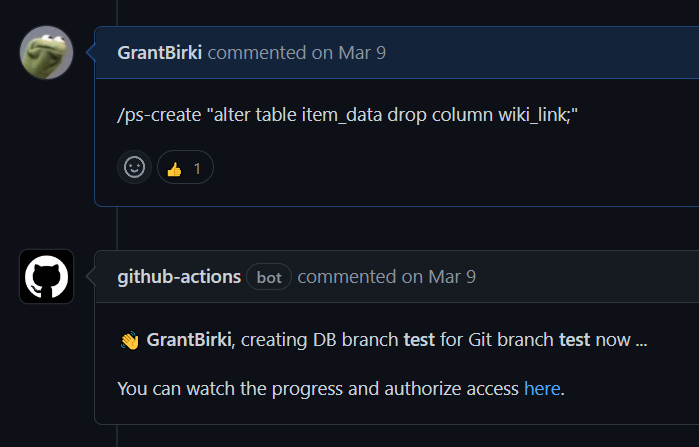 GrantBirki commented on Mar 9
/ps-create "alter table item_data drop column wiki_link;"
👍 1
github-actions bot commented on Mar 9
👋 GrantBirki, creating DB branch test for Git branch test now ...
You can watch the progress and authorize access here.